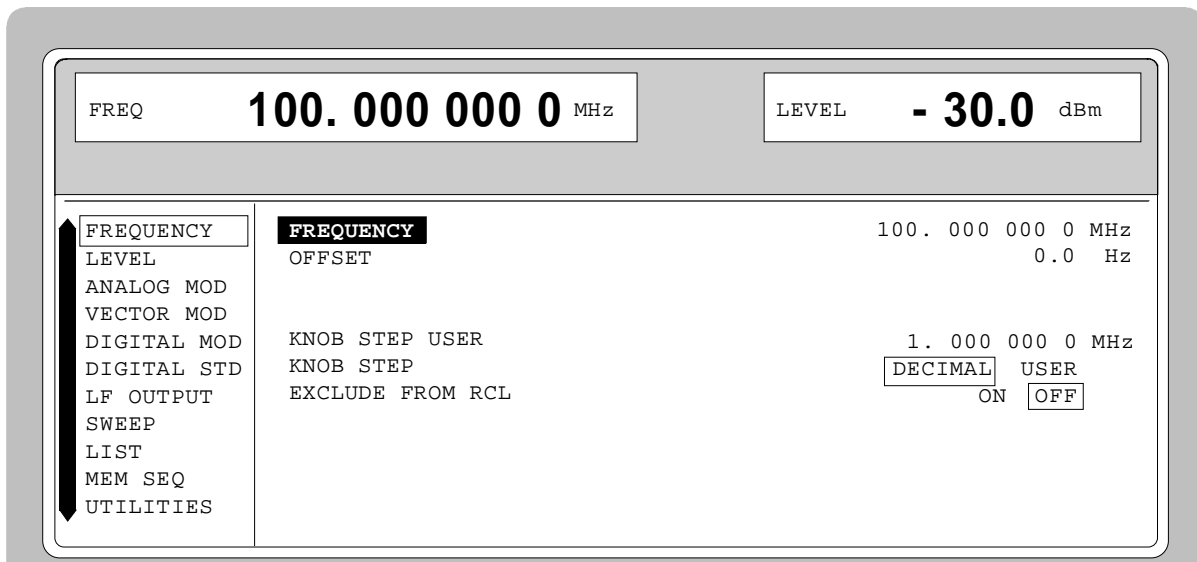 FREQ 100. 000 000 0 MHz LEVEL - 30.0 dBm
FREQUENCY FREQUENCY 100. 000 000 0 MHz
LEVEL OFFSET 0.0 Hz
ANALOG MOD
VECTOR MOD
DIGITAL MOD KNOB STEP USER 1. 000 000 0 MHz
DIGITAL STD KNOB STEP DECIMAL USER
LF OUTPUT EXCLUDE FROM RCL ON OFF
SWEEP
LIST
MEM SEQ
UTILITIES